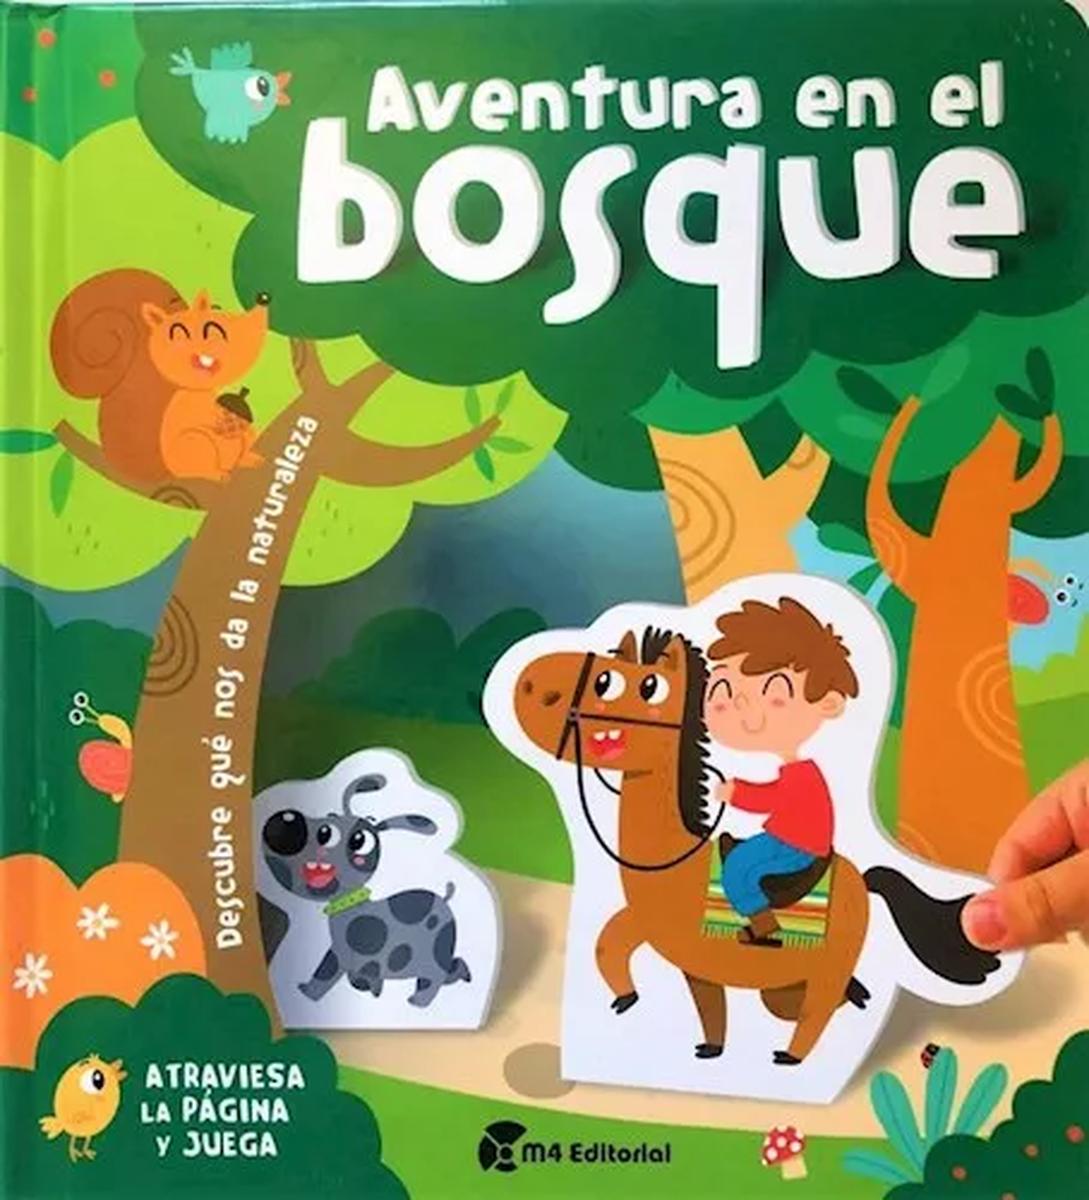 Aventura en el
bosque
Descubre qué nos da la naturaleza
ATRAVIESA
LA PÁGINA
Y JUEGA
M4 Editorial